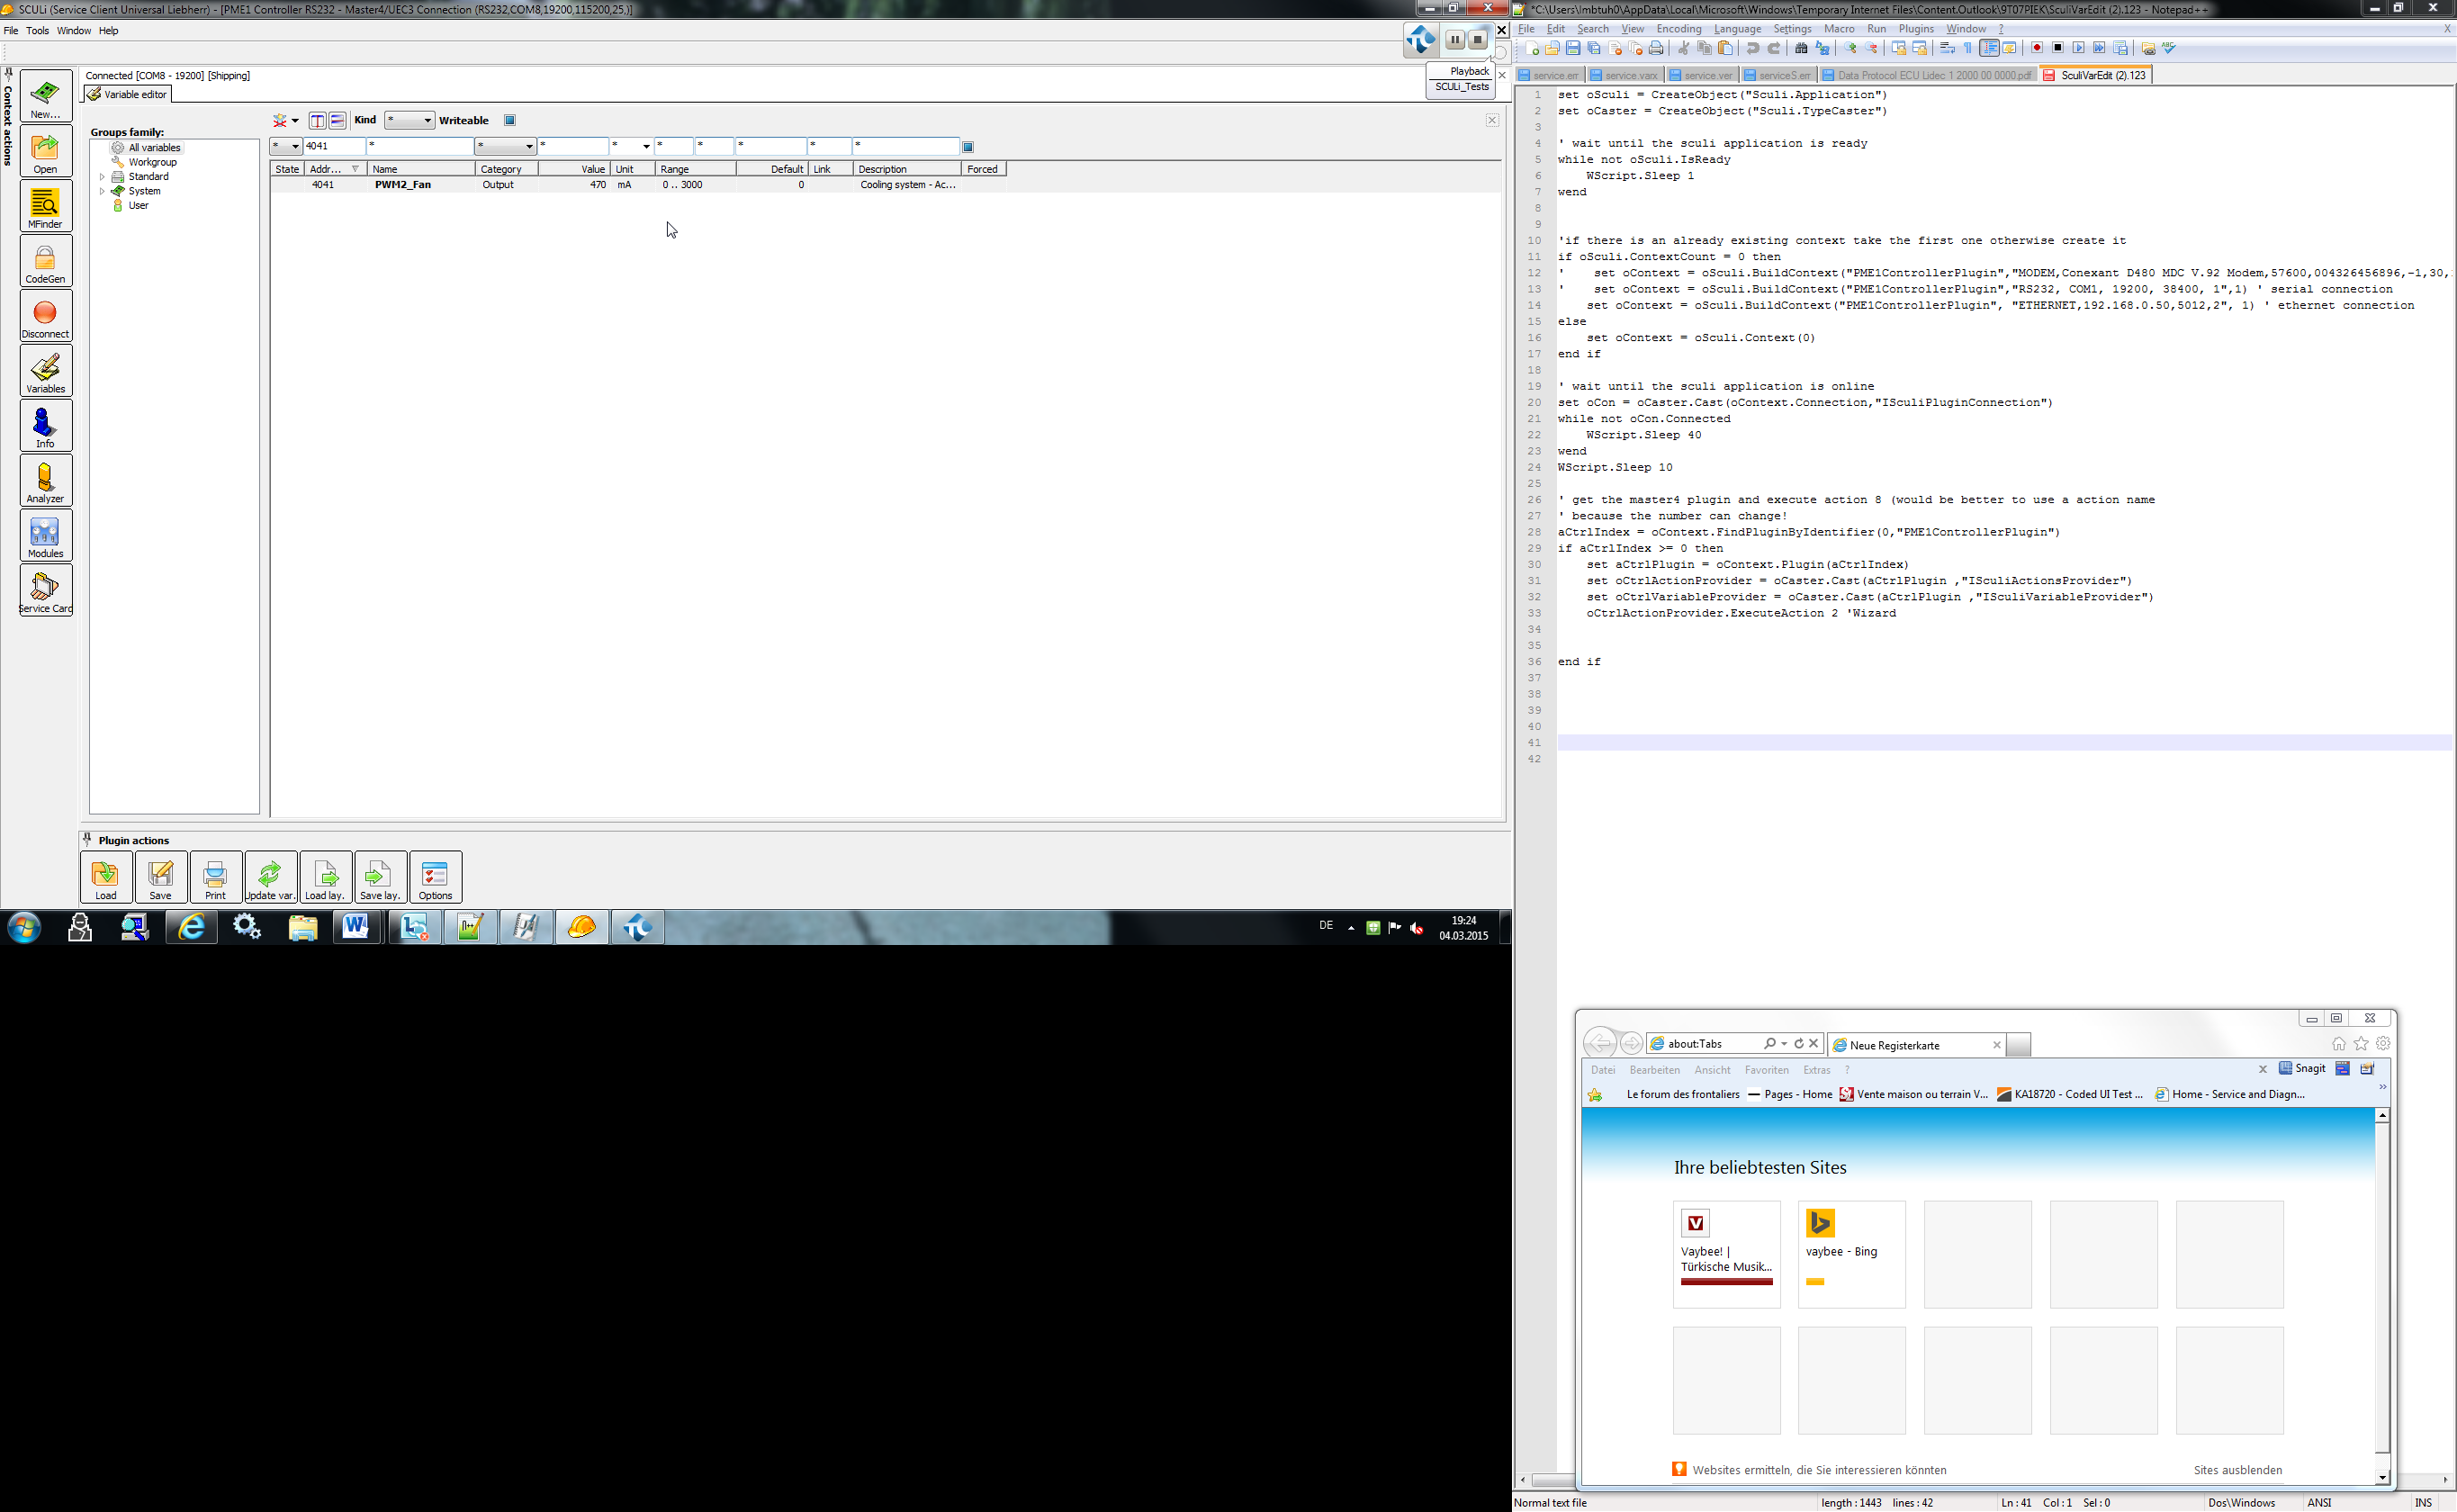 SCULi (Service Client Universal Liebherr) - [PME1 Controller RS232 - Master4/UEC3 Connection (RS232,COM8,19200,115200,25,)]
File Tools Window Help
Playback
SCULi_Tests
Context actions
New...
Open
MFinder
CodeGen
Disconnect
Variables
Info
Analyzer
Modules
Service Card
Connected [COM8 - 19200] [Shipping]
Variable editor
Groups family:
All variables
Workgroup
Standard
System
User
Kind * Writeable
* 4041 * * * * * * * * *
State Addr... Name Category Value Unit Range Default Link Description Forced
4041 PWM2_Fan Output 470 mA 0 .. 3000 0 Cooling system - Ac...
Plugin actions
Load
Save
Print
Update var.
Load lay.
Save lay.
Options
DE
19:24
04.03.2015
*C:\Users\lmbtuh0\AppData\Local\Microsoft\Windows\Temporary Internet Files\Content.Outlook\9T07PIEK\SculiVarEdit (2).123 - Notepad++
File Edit Search View Encoding Language Settings Macro Run Plugins Window ?
X
service.err service.varx service.ver serviceS.err Data Protocol ECU Lidec 1 2000 00 0000.pdf SculiVarEdit (2).123
1 set oSculi = CreateObject("Sculi.Application")
2 set oCaster = CreateObject("Sculi.TypeCaster")
3
4 ' wait until the sculi application is ready
5 while not oSculi.IsReady
6 WScript.Sleep 1
7 wend
8
9
10 'if there is an already existing context take the first one otherwise create it
11 if oSculi.ContextCount = 0 then
12 ' set oContext = oSculi.BuildContext("PME1ControllerPlugin","MODEM,Conexant D480 MDC V.92 Modem,57600,004326456896,-1,30,
13 ' set oContext = oSculi.BuildContext("PME1ControllerPlugin","RS232, COM1, 19200, 38400, 1",1) ' serial connection
14 set oContext = oSculi.BuildContext("PME1ControllerPlugin", "ETHERNET,192.168.0.50,5012,2", 1) ' ethernet connection
15 else
16 set oContext = oSculi.Context(0)
17 end if
18
19 ' wait until the sculi application is online
20 set oCon = oCaster.Cast(oContext.Connection,"ISculiPluginConnection")
21 while not oCon.Connected
22 WScript.Sleep 40
23 wend
24 WScript.Sleep 10
25
26 ' get the master4 plugin and execute action 8 (would be better to use a action name
27 ' because the number can change!
28 aCtrlIndex = oContext.FindPluginByIdentifier(0,"PME1ControllerPlugin")
29 if aCtrlIndex >= 0 then
30 set aCtrlPlugin = oContext.Plugin(aCtrlIndex)
31 set oCtrlActionProvider = oCaster.Cast(aCtrlPlugin ,"ISculiActionsProvider")
32 set oCtrlVariableProvider = oCaster.Cast(aCtrlPlugin ,"ISculiVariableProvider")
33 oCtrlActionProvider.ExecuteAction 2 'Wizard
34
35
36 end if
37
38
39
40
41
42
about:Tabs
Neue Registerkarte
Datei Bearbeiten Ansicht Favoriten Extras ?
x Snagit
Le forum des frontaliers Pages - Home Vente maison ou terrain V... KA18720 - Coded UI Test ... Home - Service and Diagn... »
Ihre beliebtesten Sites
Vaybee! |
Türkische Musik...
vaybee - Bing
Websites ermitteln, die Sie interessieren könnten
Sites ausblenden
Normal text file length : 1443 lines : 42 Ln : 41 Col : 1 Sel : 0 Dos\Windows ANSI INS